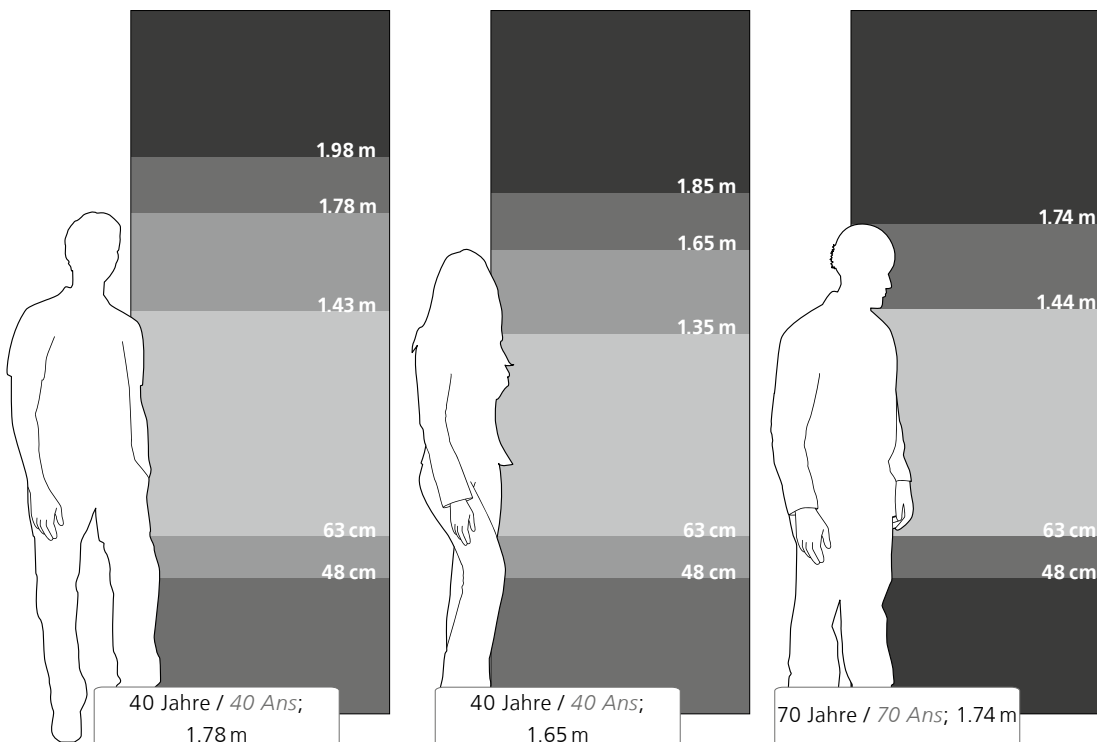 1.98 m
1.78 m
1.43 m
63 cm
48 cm
40 Jahre / 40 Ans;
1.78 m
1.85 m
1.65 m
1.35 m
63 cm
48 cm
40 Jahre / 40 Ans;
1.65 m
1.74 m
1.44 m
63 cm
48 cm
70 Jahre / 70 Ans; 1.74 m